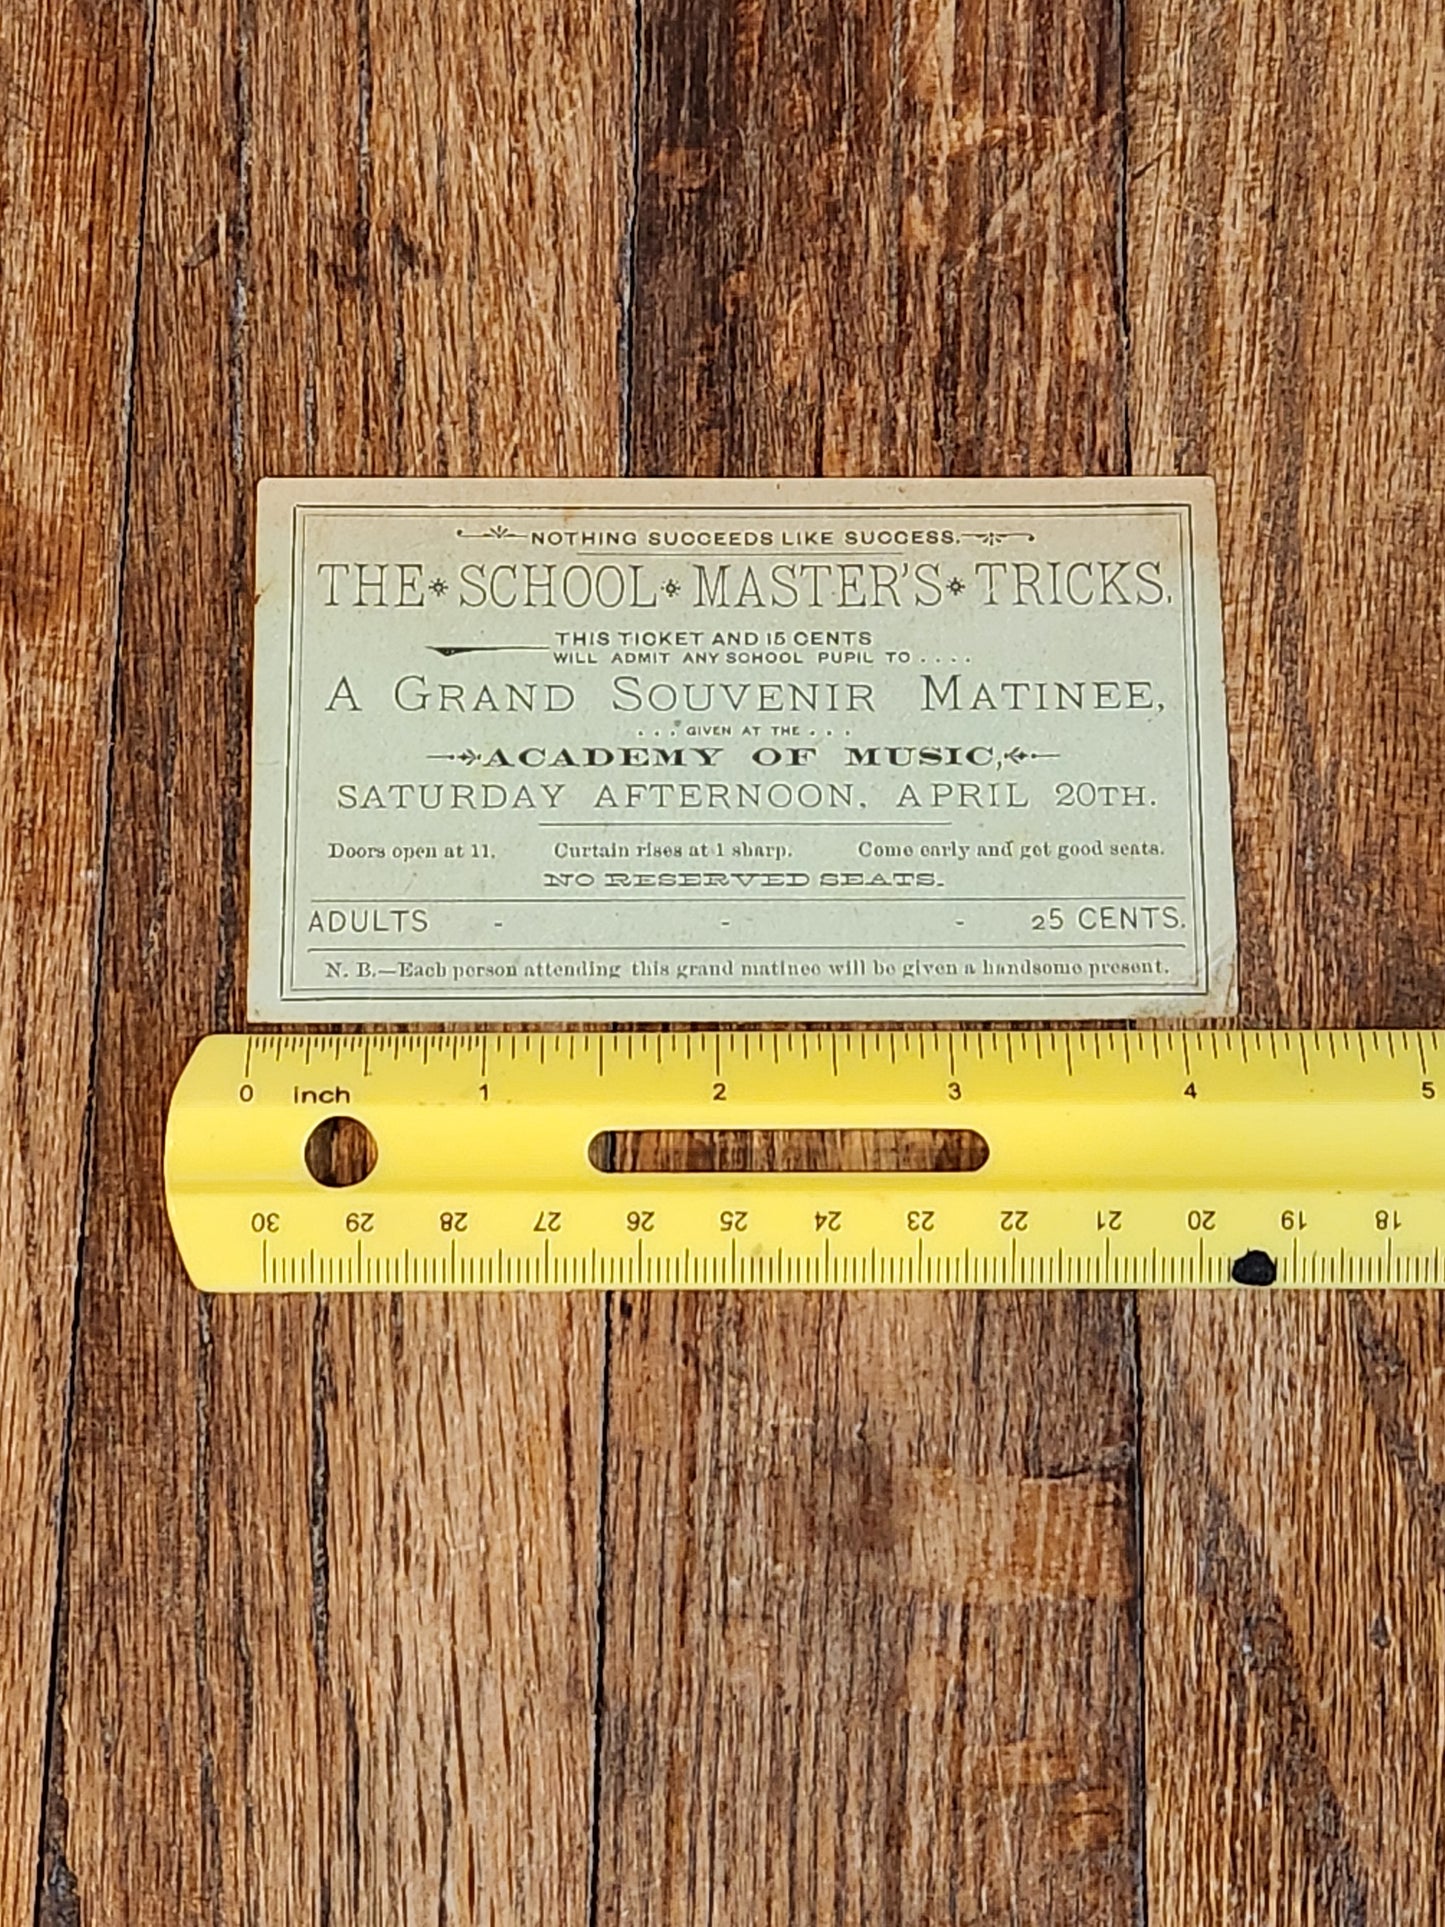 NOTHING SUCCEEDS LIKE SUCCESS.
THE SCHOOL MASTER'S TRICKS.
THIS TICKET AND 15 CENTS
WILL ADMIT ANY SCHOOL PUPIL TO . . . .
A GRAND SOUVENIR MATINEE,
. . . GIVEN AT THE . . .
ACADEMY OF MUSIC,
SATURDAY AFTERNOON, APRIL 20TH.
Doors open at 11. Curtain rises at 1 sharp. Come early and get good seats.
NO RESERVED SEATS.
ADULTS - - - 25 CENTS.
N. B.—Each person attending this grand matinee will be given a handsome present.
0 inch 1 2 3 4 5
30 29 28 27 26 25 24 23 22 21 20 19 18